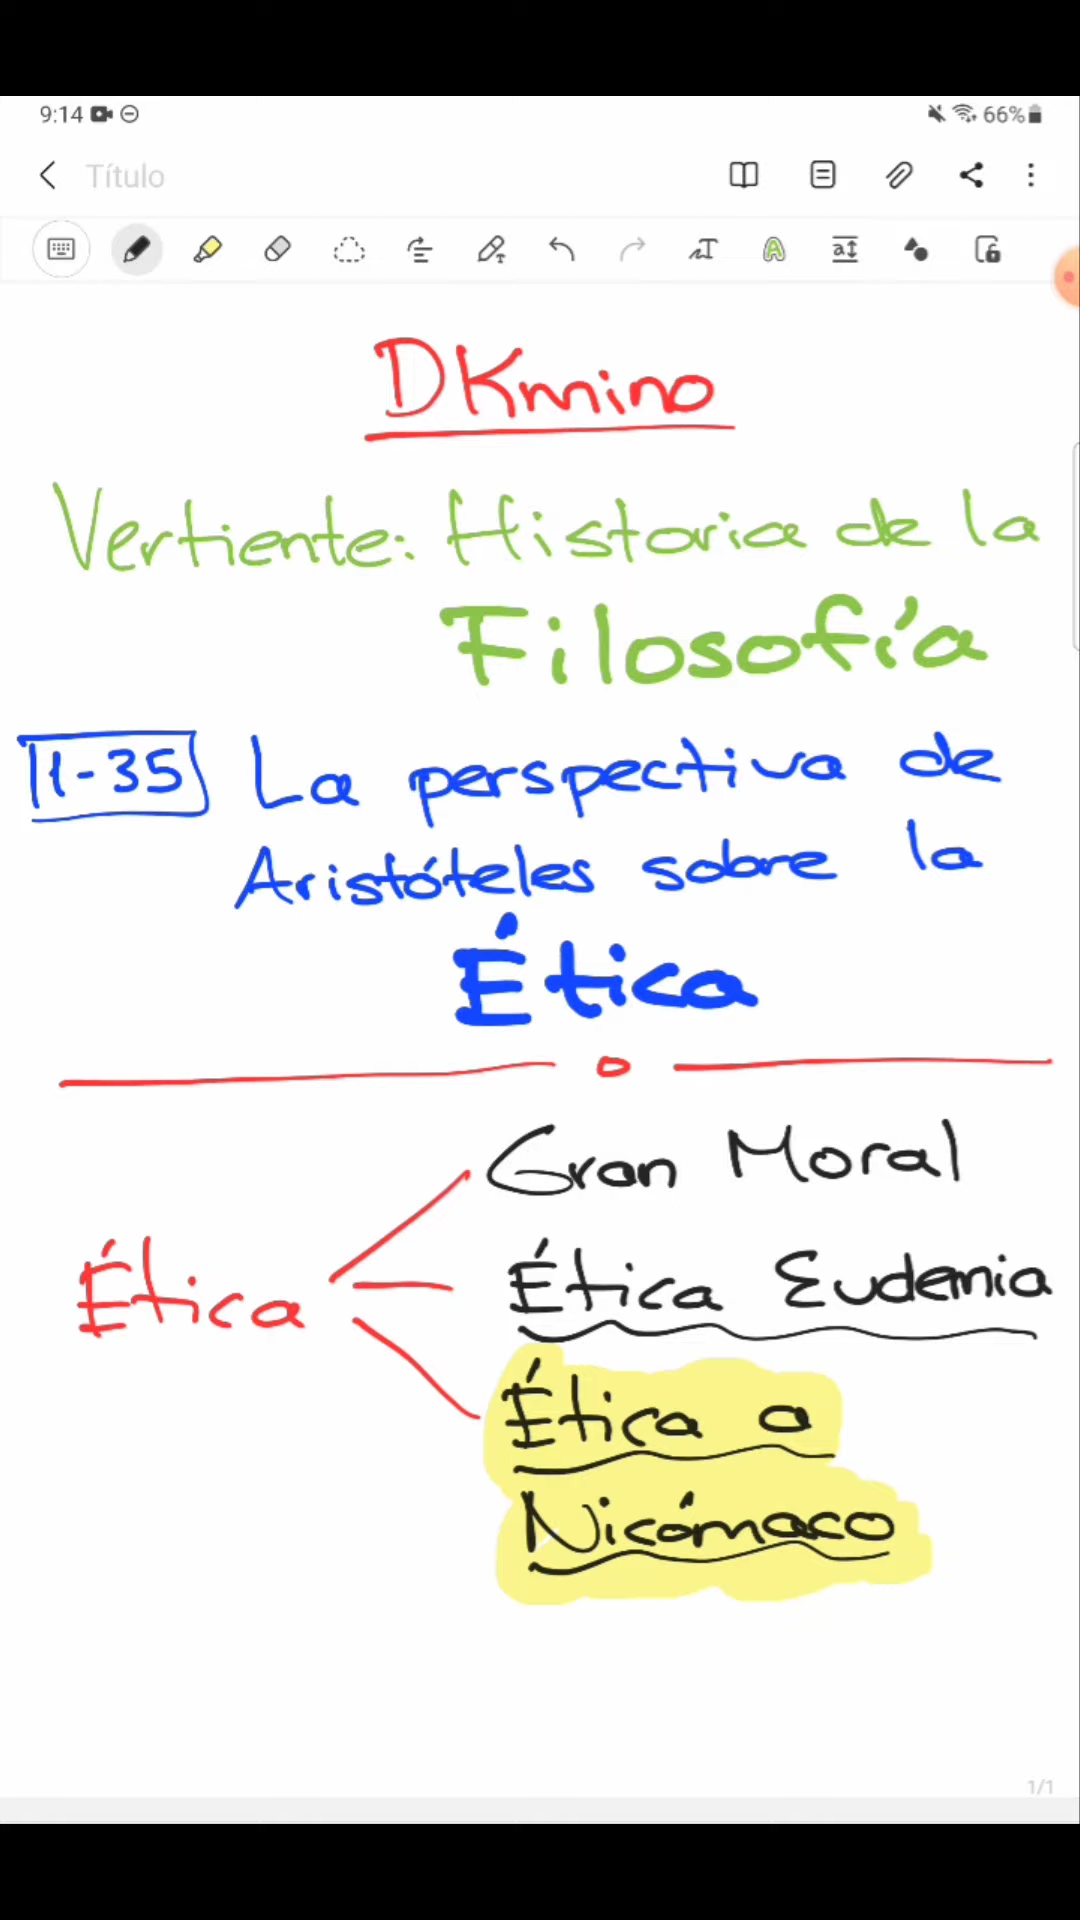 9:14
66%
Título
DKmino
Vertiente: Historia de la
Filosofía
11-35 La perspectiva de
Aristóteles sobre la
Ética
Gran Moral
Ética
Ética Eudemia
Ética a
Nicómaco
1/1